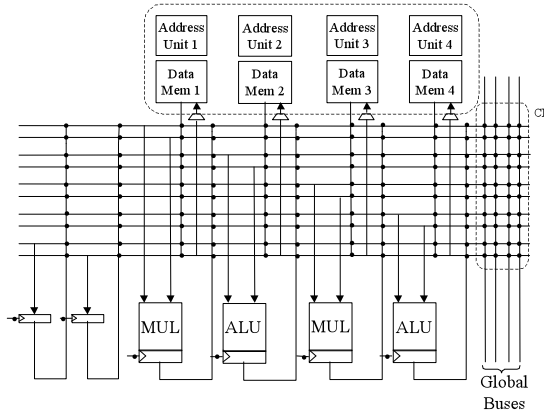 Address Unit 1
Address Unit 2
Address Unit 3
Address Unit 4
Data Mem 1
Data Mem 2
Data Mem 3
Data Mem 4
MUL
ALU
MUL
ALU
Global
Buses